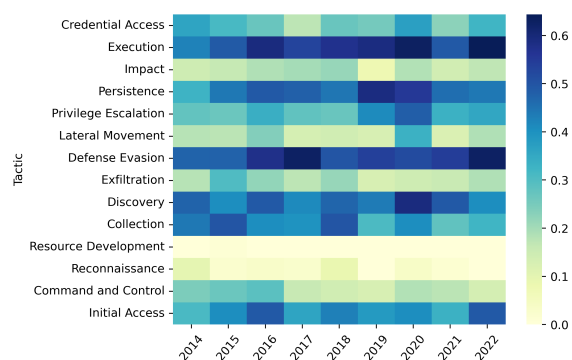 Credential Access
Execution
Impact
Persistence
Privilege Escalation
Lateral Movement
Defense Evasion
Exfiltration
Discovery
Collection
Resource Development
Reconnaissance
Command and Control
Initial Access
Tactic
2014 2015 2016 2017 2018 2019 2020 2021 2022
0.6
0.5
0.4
0.3
0.2
0.1
0.0